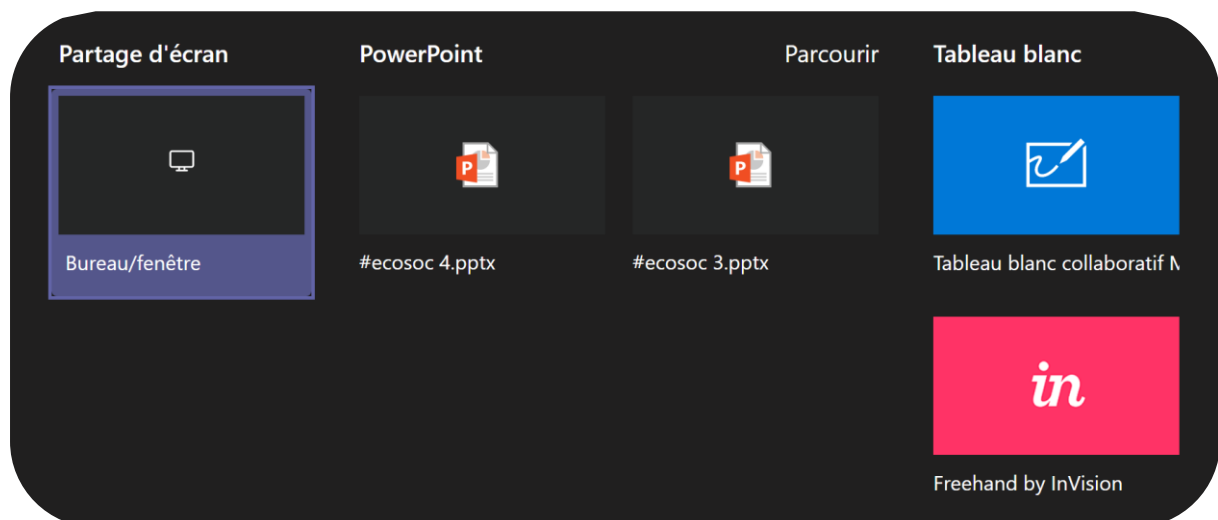 Partage d'écran
PowerPoint
Parcourir
Tableau blanc
P
P
Bureau/fenêtre
#ecosoc 4.pptx
#ecosoc 3.pptx
Tableau blanc collaboratif
in
Freehand by InVision